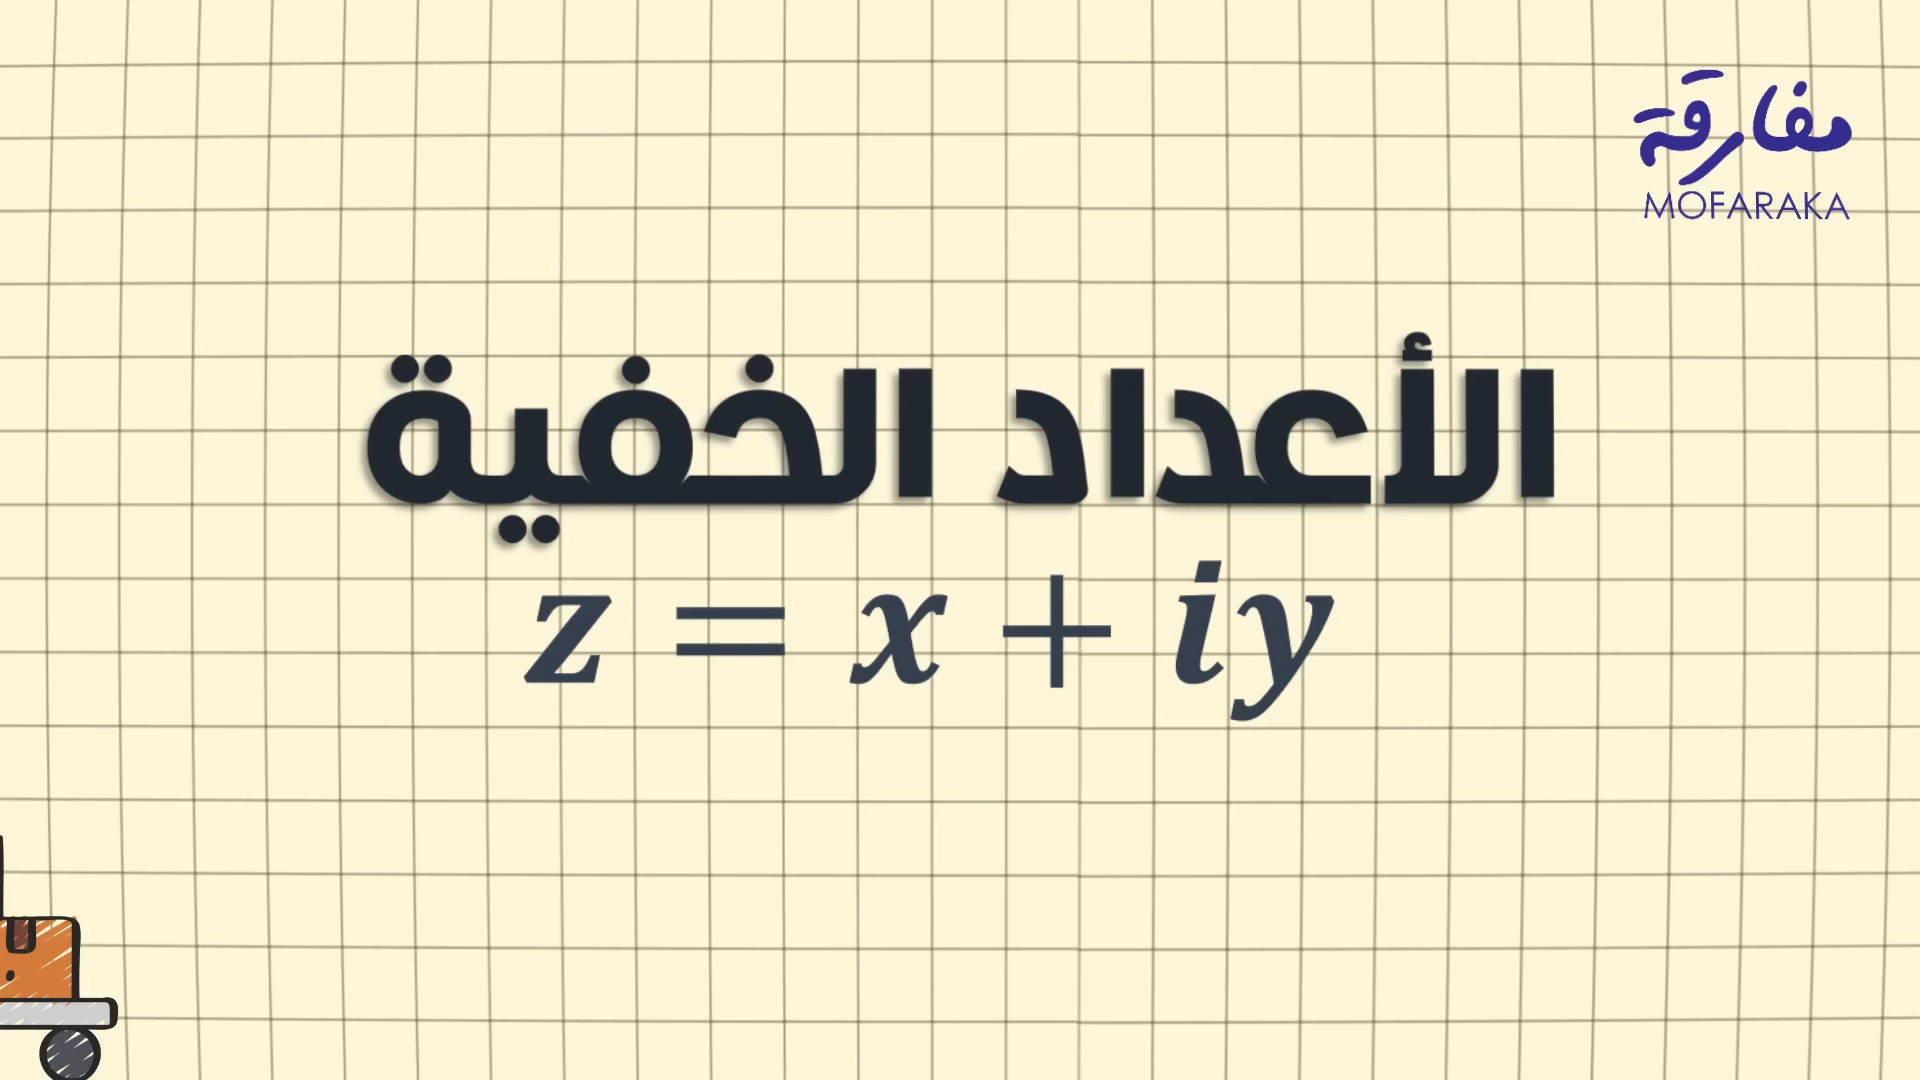 مفارقة
MOFARAKA
الأعداد الخفية
z = x + iy